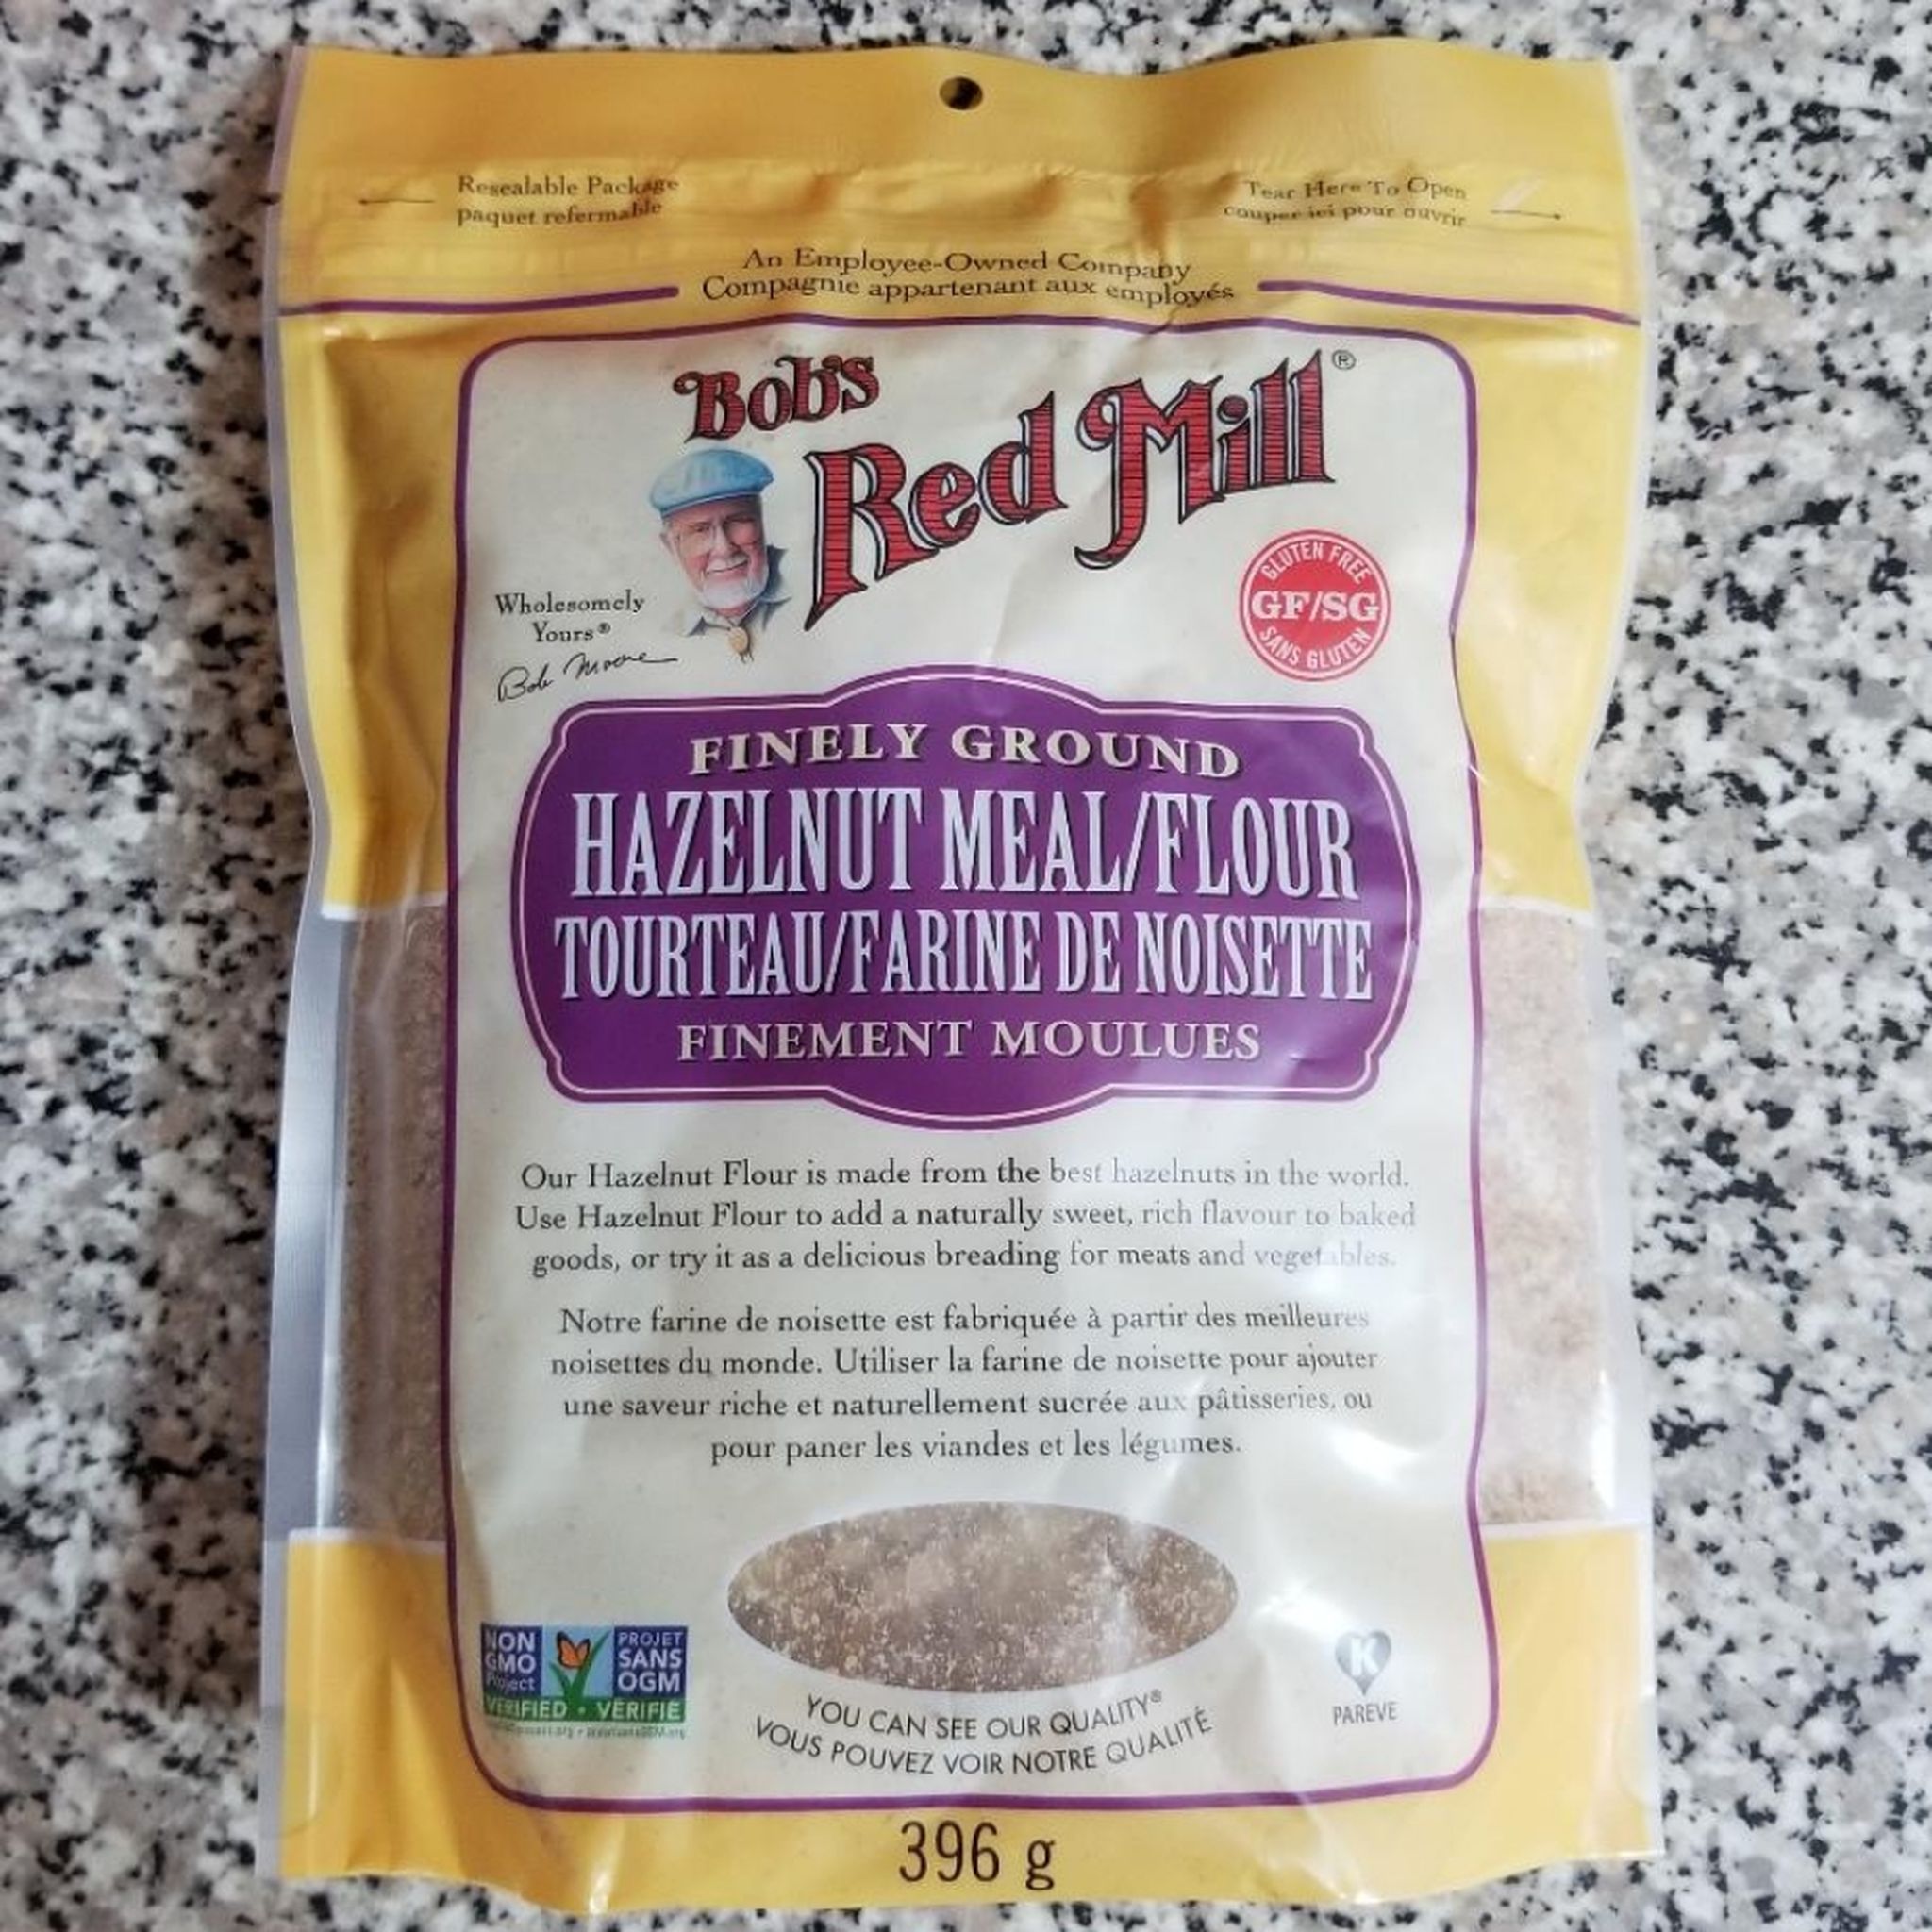 Resealable Package
paquet refermable
Tear Here To Open
couper ici pour ouvrir
An Employee-Owned Company
Compagnie appartenant aux employés
Bob's
Red Mill®
Wholesomely
Yours®
Bob Moore
GLUTEN FREE
GF/SG
SANS GLUTEN
FINELY GROUND
HAZELNUT MEAL/FLOUR
TOURTEAU/FARINE DE NOISETTE
FINEMENT MOULUES
Our Hazelnut Flour is made from the best hazelnuts in the world.
Use Hazelnut Flour to add a naturally sweet, rich flavour to baked
goods, or try it as a delicious breading for meats and vegetables.
Notre farine de noisette est fabriquée à partir des meilleures
noisettes du monde. Utiliser la farine de noisette pour ajouter
une saveur riche et naturellement sucrée aux pâtisseries, ou
pour paner les viandes et les légumes.
NON
GMO
Project
PROJET
SANS
OGM
VERIFIED • VÉRIFIÉ
YOU CAN SEE OUR QUALITY®
VOUS POUVEZ VOIR NOTRE QUALITÉ
K
PAREVE
396 g